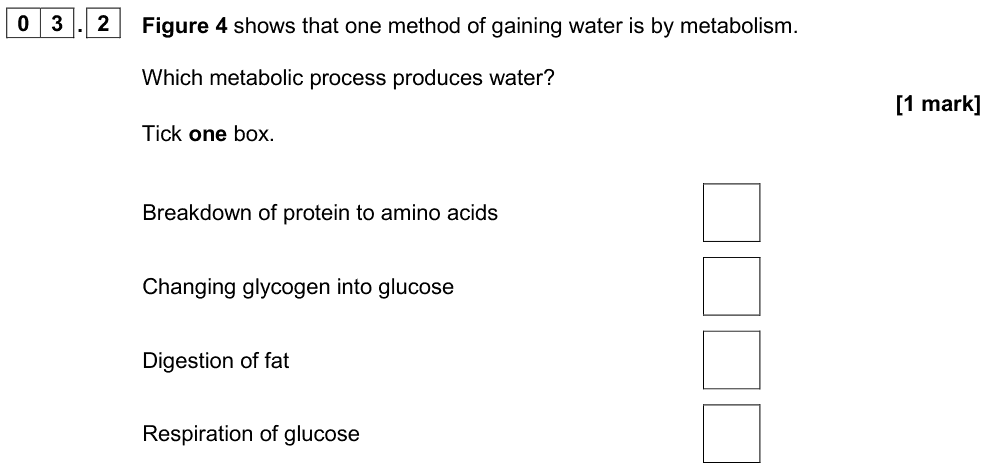 03.2 Figure 4 shows that one method of gaining water is by metabolism.
Which metabolic process produces water?
[1 mark]
Tick one box.
Breakdown of protein to amino acids
Changing glycogen into glucose
Digestion of fat
Respiration of glucose